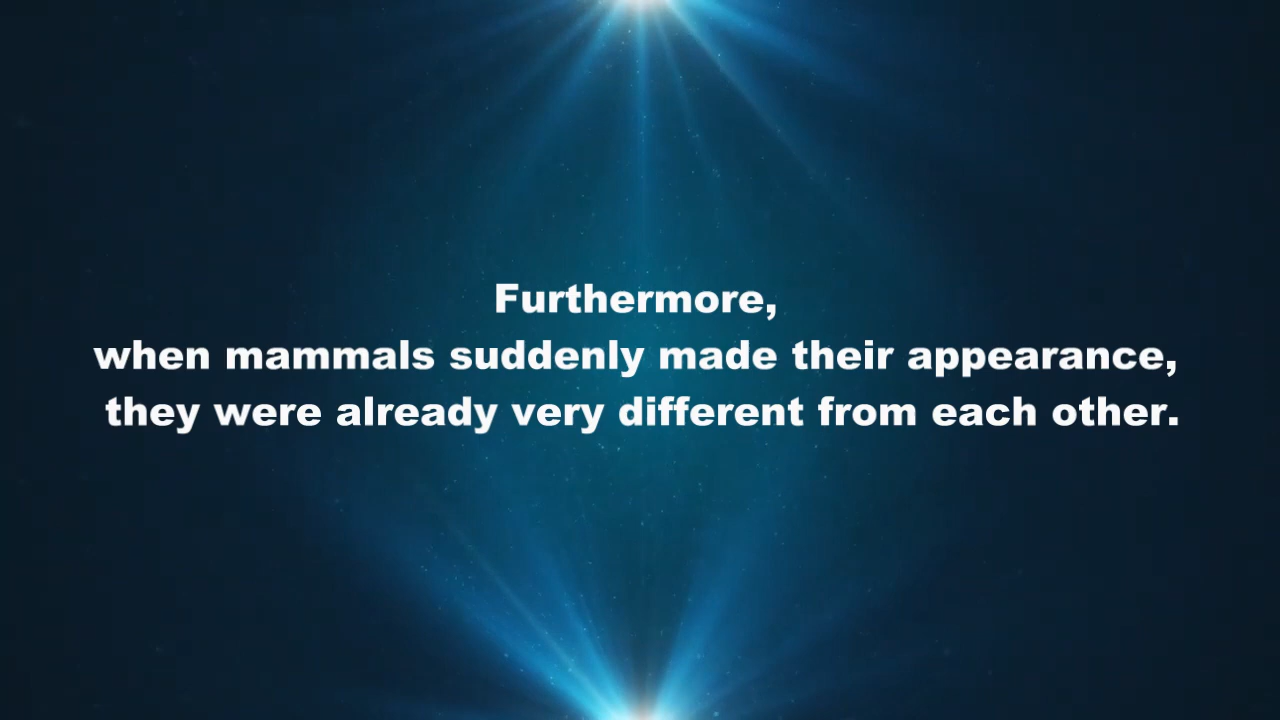 Furthermore,
when mammals suddenly made their appearance,
they were already very different from each other.